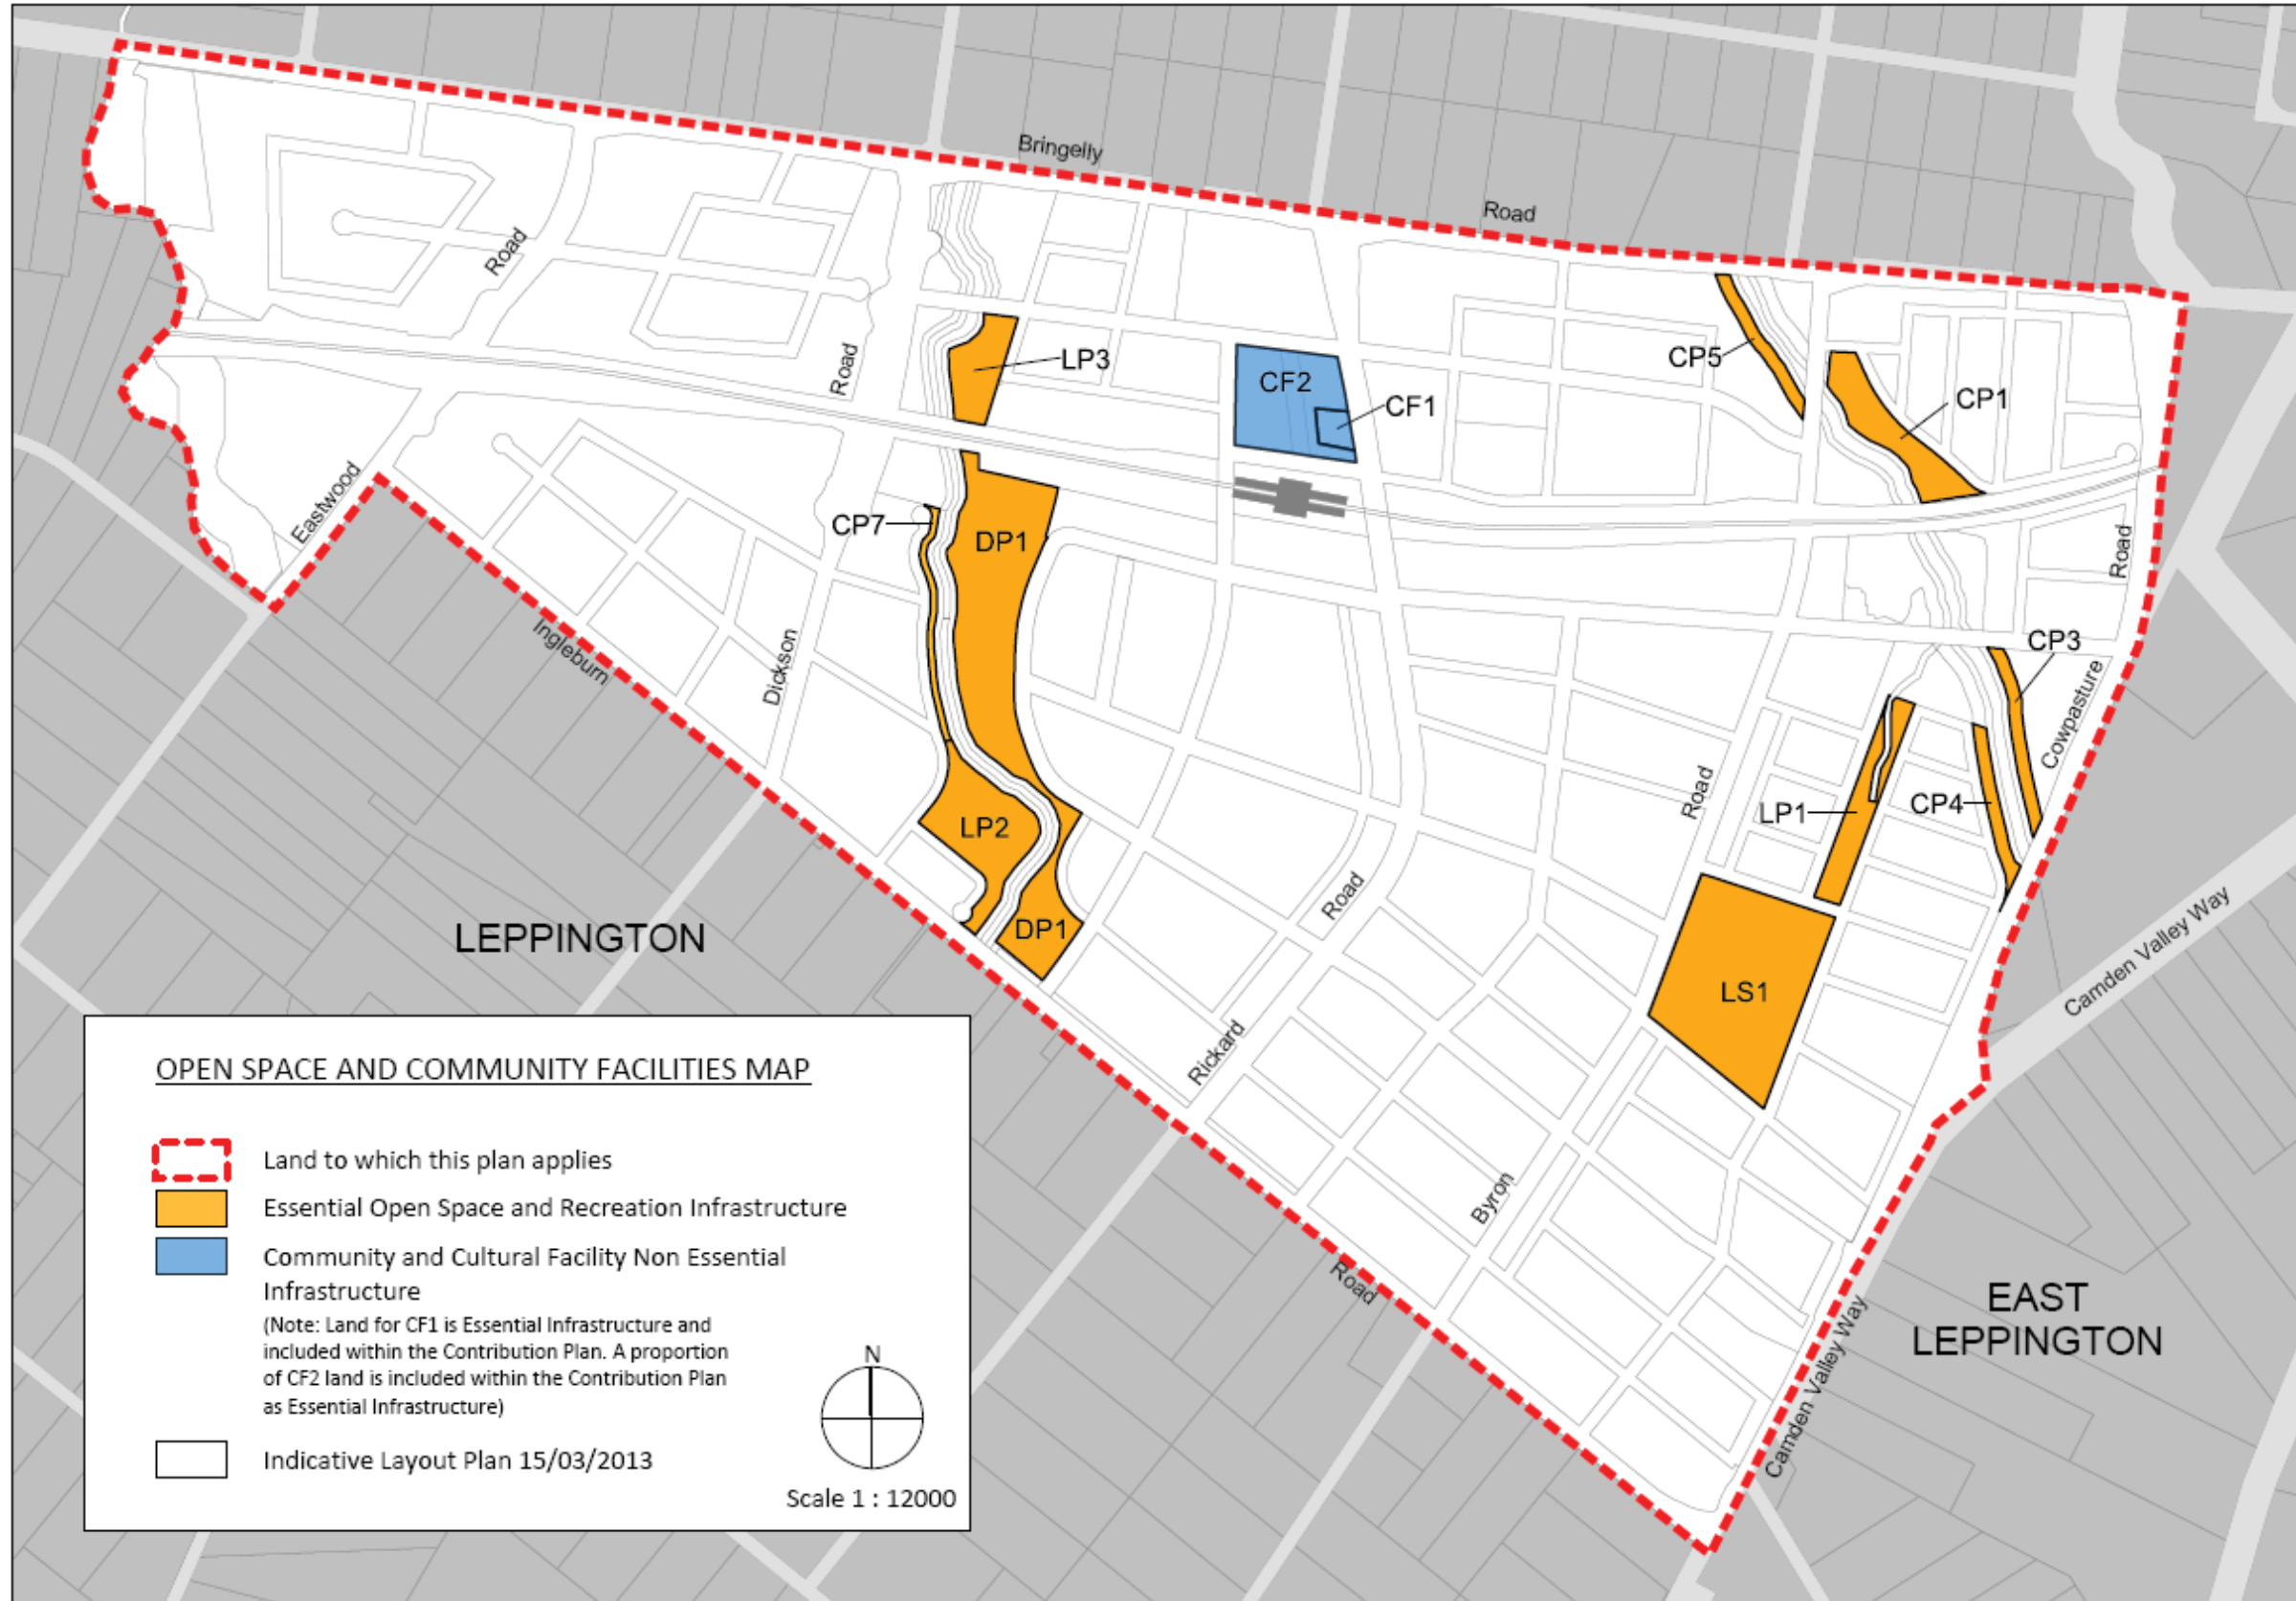 Bringelly
Road
Road
Road
LP3
CF2
CF1
CP5
CP1
Eastwood
CP7
DP1
Road
Ingleburn
Dickson
CP3
Cowpasture
Road
LP1
CP4
LP2
DP1
Road
LS1
LEPPINGTON
Camden Valley Way
Rickard
Byron
Road
EAST
LEPPINGTON
Camden Valley Way
OPEN SPACE AND COMMUNITY FACILITIES MAP
Land to which this plan applies
Essential Open Space and Recreation Infrastructure
Community and Cultural Facility Non Essential
Infrastructure
(Note: Land for CF1 is Essential Infrastructure and
included within the Contribution Plan. A proportion
of CF2 land is included within the Contribution Plan
as Essential Infrastructure)
Indicative Layout Plan 15/03/2013
N
Scale 1 : 12000